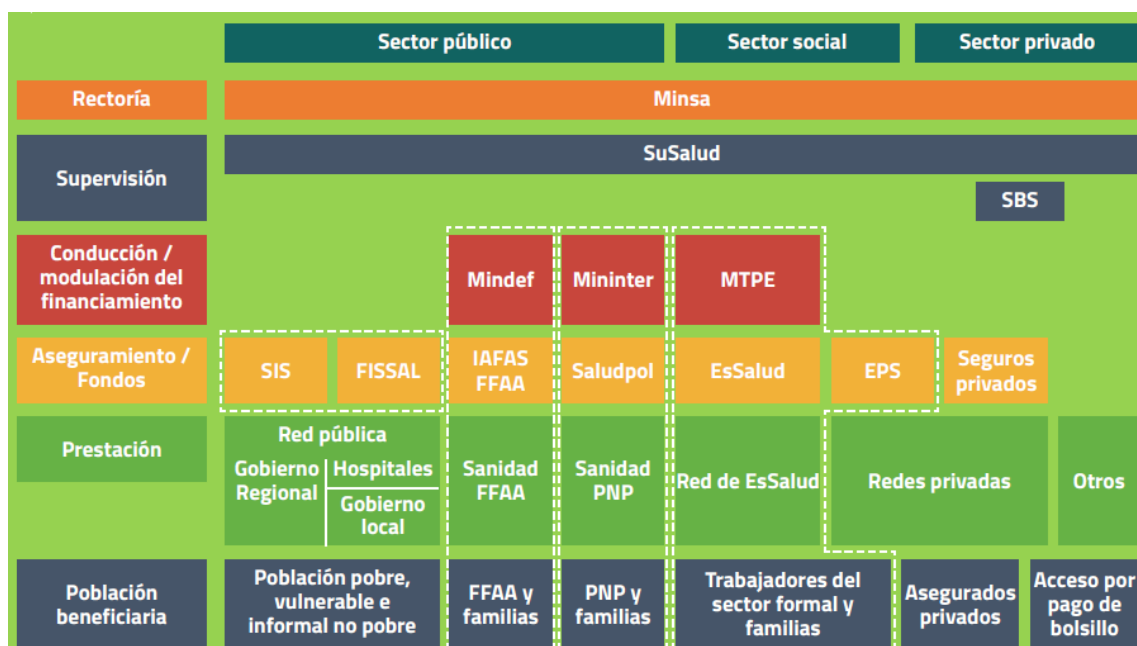 Sector público
Sector social
Sector privado
Rectoría
Minsa
Supervisión
SuSalud
SBS
Conducción /
modulación del
financiamiento
Mindef
Mininter
MTPE
Aseguramiento /
Fondos
SIS
FISSAL
IAFAS
FFAA
Saludpol
EsSalud
EPS
Seguros
privados
Prestación
Red pública
Gobierno
Regional
Hospitales
Gobierno
local
Sanidad
FFAA
Sanidad
PNP
Red de EsSalud
Redes privadas
Otros
Población
beneficiaria
Población pobre,
vulnerable e
informal no pobre
FFAA y
familias
PNP y
familias
Trabajadores del
sector formal y
familias
Asegurados
privados
Acceso por
pago de
bolsillo